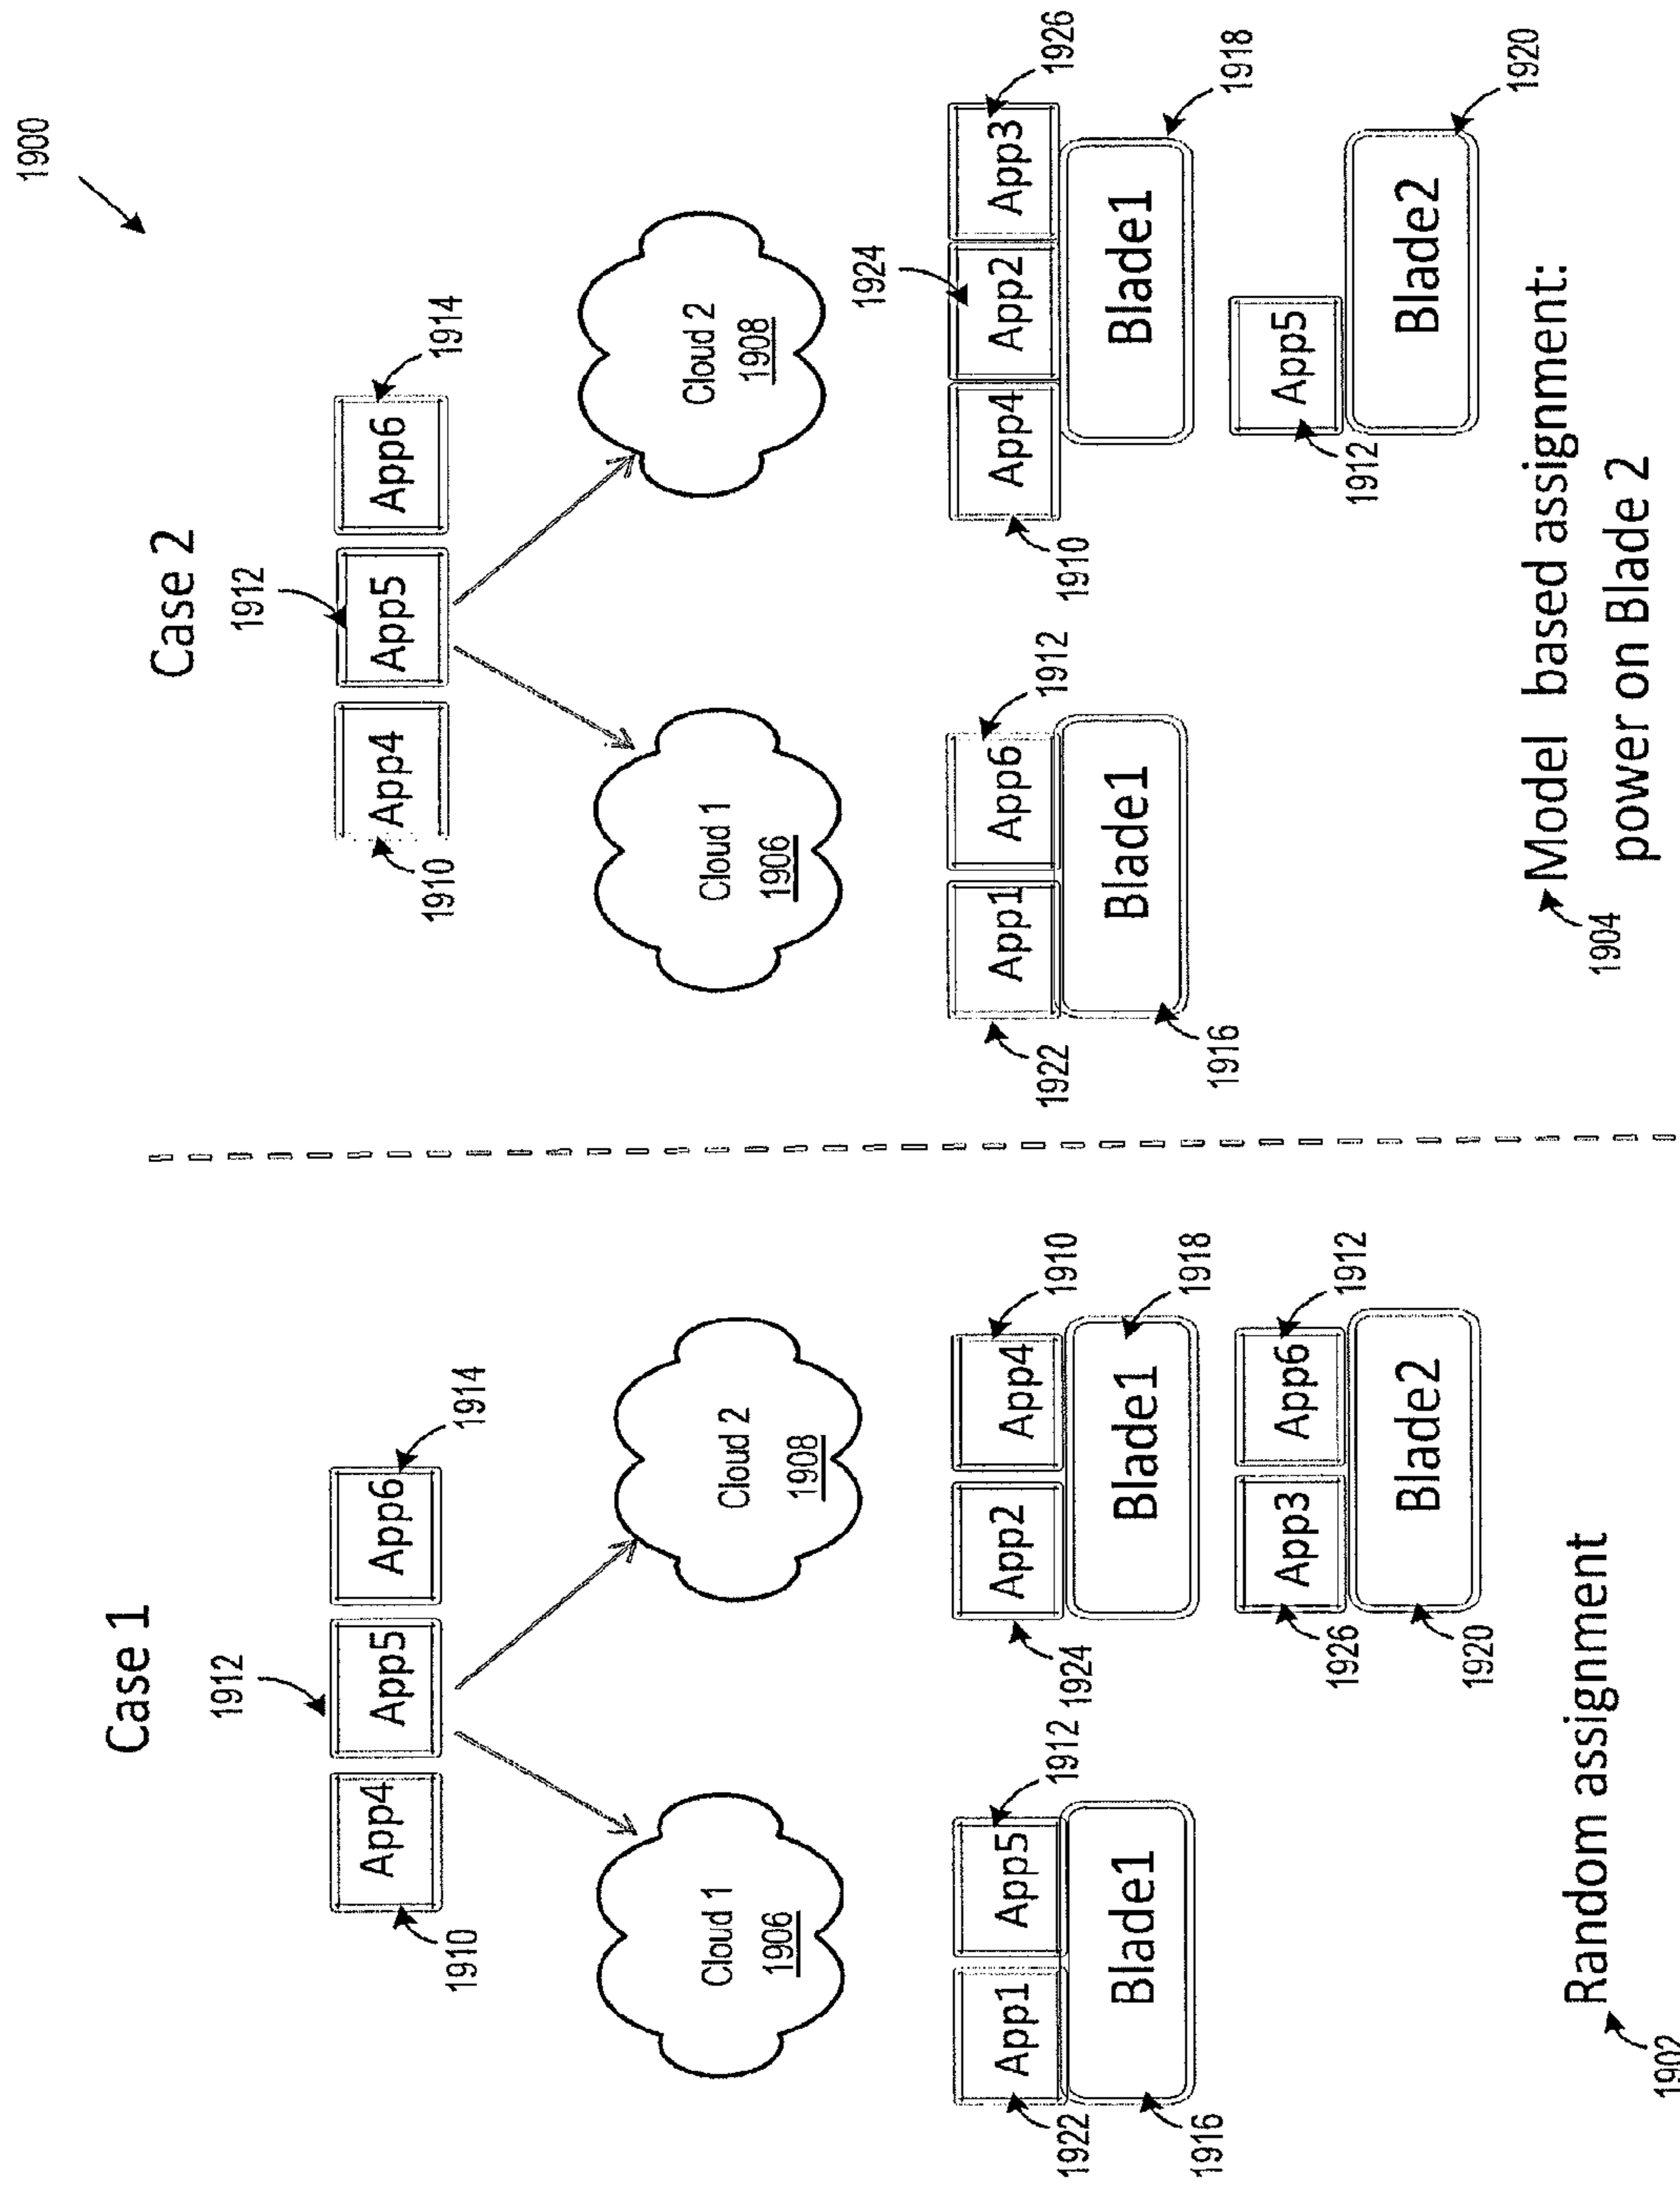 1900
Case 1
1912
1910
App4
App5
App6
1914
Cloud 1
1906
Cloud 2
1908
1922
App1
App5
1912
Blade1
1916
1924
App2
App4
1910
Blade1
1918
1926
App3
App6
1912
Blade2
1920
Random assignment
1902
Case 2
1912
1910
App4
App5
App6
1914
Cloud 1
1906
Cloud 2
1908
1922
App1
App6
1912
Blade1
1916
1924
1910
App4
App2
App3
1926
Blade1
1918
1912
App5
Blade2
1920
Model based assignment:
power on Blade 2
1904